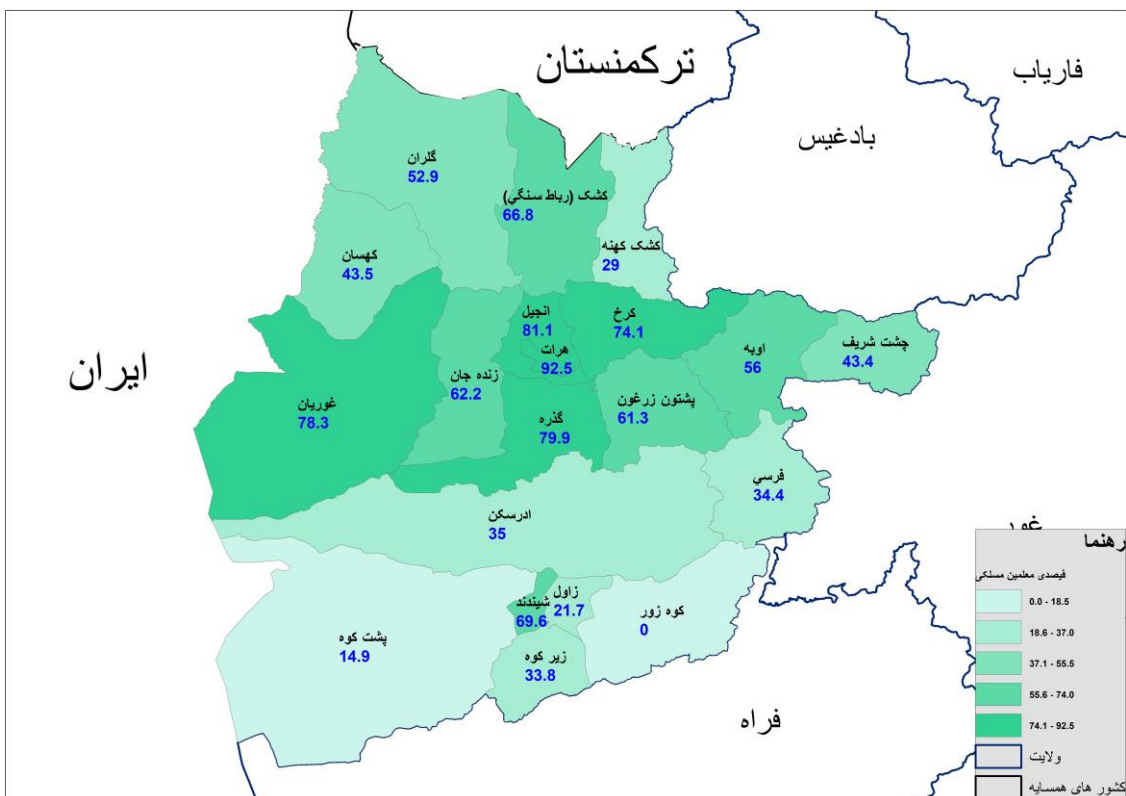 ترکمنستان
فاریاب
بادغیس
گلران
52.9
کشک (رباط سنگي)
66.8
کشک کهنه
29
کهسان
43.5
ایران
انجیل
81.1
کرخ
74.1
هرات
92.5
اوبه
56
چشت شریف
43.4
زنده جان
62.2
غوریان
78.3
پشتون زرغون
61.3
گذره
79.9
فرسي
34.4
ادرسکن
35
غور
زاول
21.7
شیندند
69.6
کوه زور
0
پشت کوه
14.9
زیر کوه
33.8
فراه
رهنما
فیصدی معلمین مسلکی
0.0 - 18.5
18.6 - 37.0
37.1 - 55.5
55.6 - 74.0
74.1 - 92.5
ولایت
کشور های همسایه